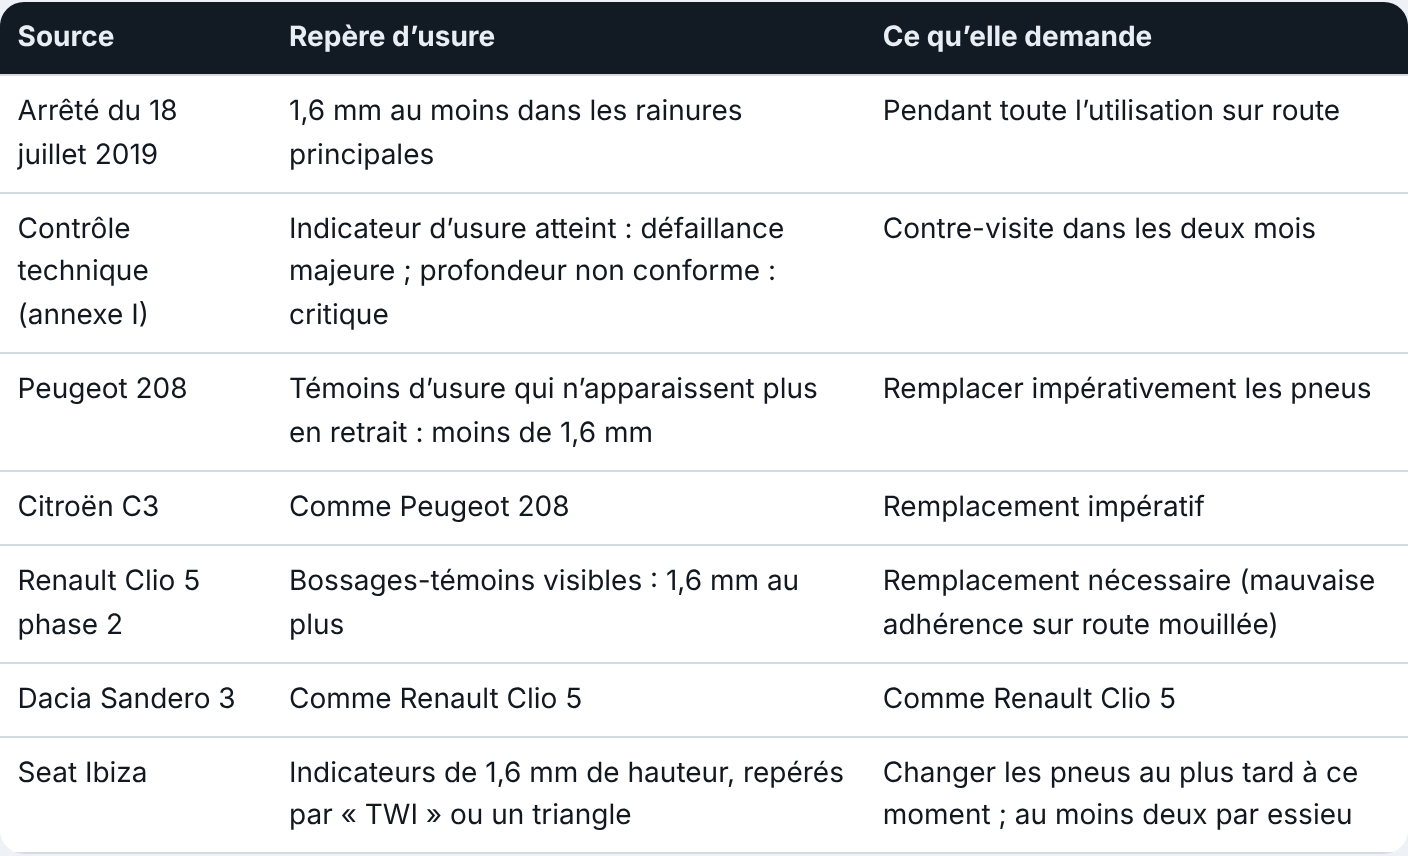 Source Repère d’usure Ce qu’elle demande
Arrêté du 18 1,6 mm au moins dans les rainures Pendant toute l’utilisation sur route
juillet 2019 principales
Contrôle Indicateur d’usure atteint : défaillance Contre-visite dans les deux mois
technique majeure ; profondeur non conforme :
(annexe I) critique
Peugeot 208 Témoins d’usure qui n’apparaissent plus Remplacer impérativement les pneus
en retrait : moins de 1,6 mm
Citroën C3 Comme Peugeot 208 Remplacement impératif
Renault Clio 5 Bossages-témoins visibles : 1,6 mm au Remplacement nécessaire (mauvaise
phase 2 plus adhérence sur route mouillée)
Dacia Sandero 3 Comme Renault Clio 5 Comme Renault Clio 5
Seat Ibiza Indicateurs de 1,6 mm de hauteur, repérés Changer les pneus au plus tard à ce
par « TWI » ou un triangle moment ; au moins deux par essieu